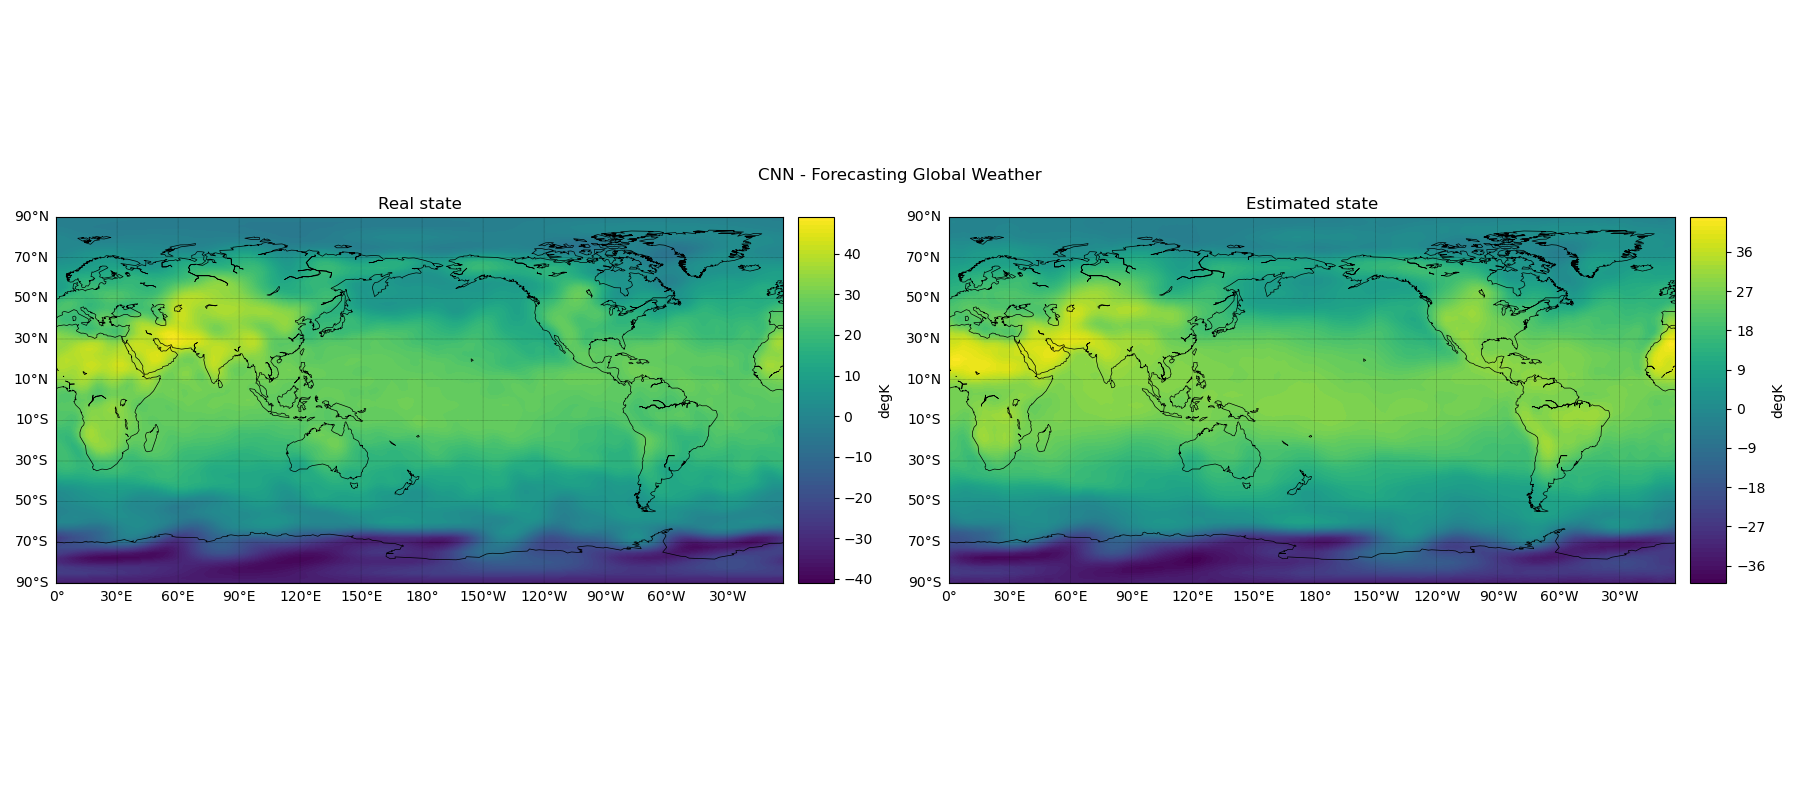 CNN - Forecasting Global Weather
Real state
90°N
70°N
50°N
30°N
10°N
10°S
30°S
50°S
70°S
90°S
0°
30°E
60°E
90°E
120°E
150°E
180°
150°W
120°W
90°W
60°W
30°W
40
30
20
10
0
−10
−20
−30
−40
degK
Estimated state
90°N
70°N
50°N
30°N
10°N
10°S
30°S
50°S
70°S
90°S
0°
30°E
60°E
90°E
120°E
150°E
180°
150°W
120°W
90°W
60°W
30°W
36
27
18
9
0
−9
−18
−27
−36
degK